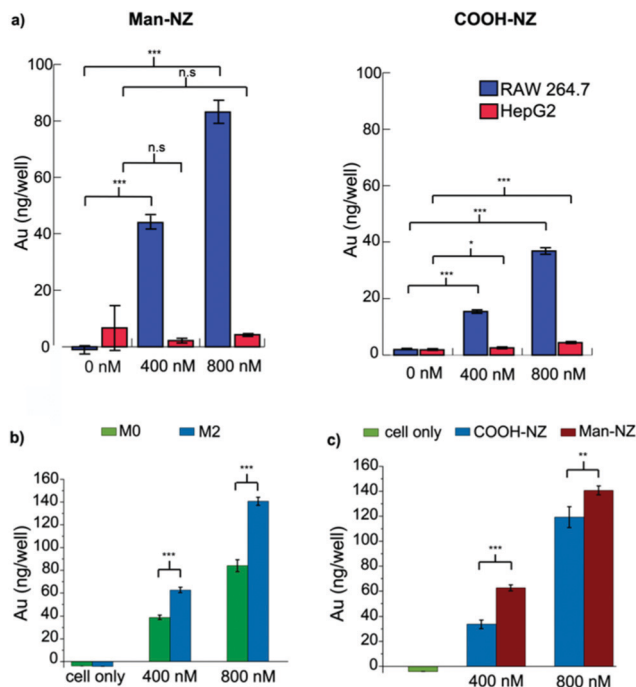 a)
Man-NZ
COOH-NZ
Au (ng/well)
100
80
60
40
20
0
***
n.s
n.s
***
0 nM
400 nM
800 nM
Au (ng/well)
100
80
60
40
20
0
RAW 264.7
HepG2
***
***
*
***
0 nM
400 nM
800 nM
b)
M0
M2
Au (ng/well)
160
140
120
100
80
60
40
20
0
***
***
cell only
400 nM
800 nM
c)
cell only
COOH-NZ
Man-NZ
Au (ng/well)
160
140
120
100
80
60
40
20
0
**
***
400 nM
800 nM